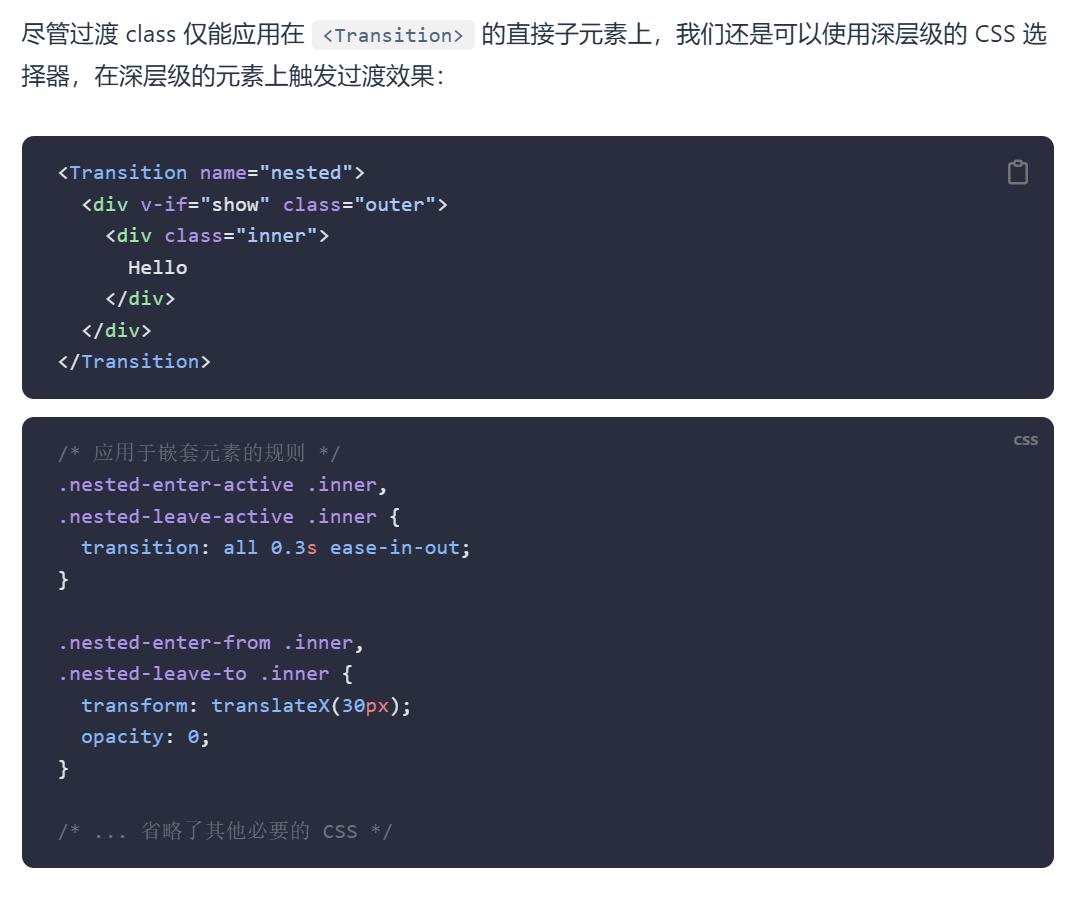 尽管过渡 class 仅能应用在 <Transition> 的直接子元素上，我们还是可以使用深层级的 CSS 选
择器，在深层级的元素上触发过渡效果：
<Transition name="nested">
  <div v-if="show" class="outer">
    <div class="inner">
      Hello
    </div>
  </div>
</Transition>
css
/* 应用于嵌套元素的规则 */
.nested-enter-active .inner,
.nested-leave-active .inner {
  transition: all 0.3s ease-in-out;
}
.nested-enter-from .inner,
.nested-leave-to .inner {
  transform: translateX(30px);
  opacity: 0;
}
/* ... 省略了其他必要的 CSS */